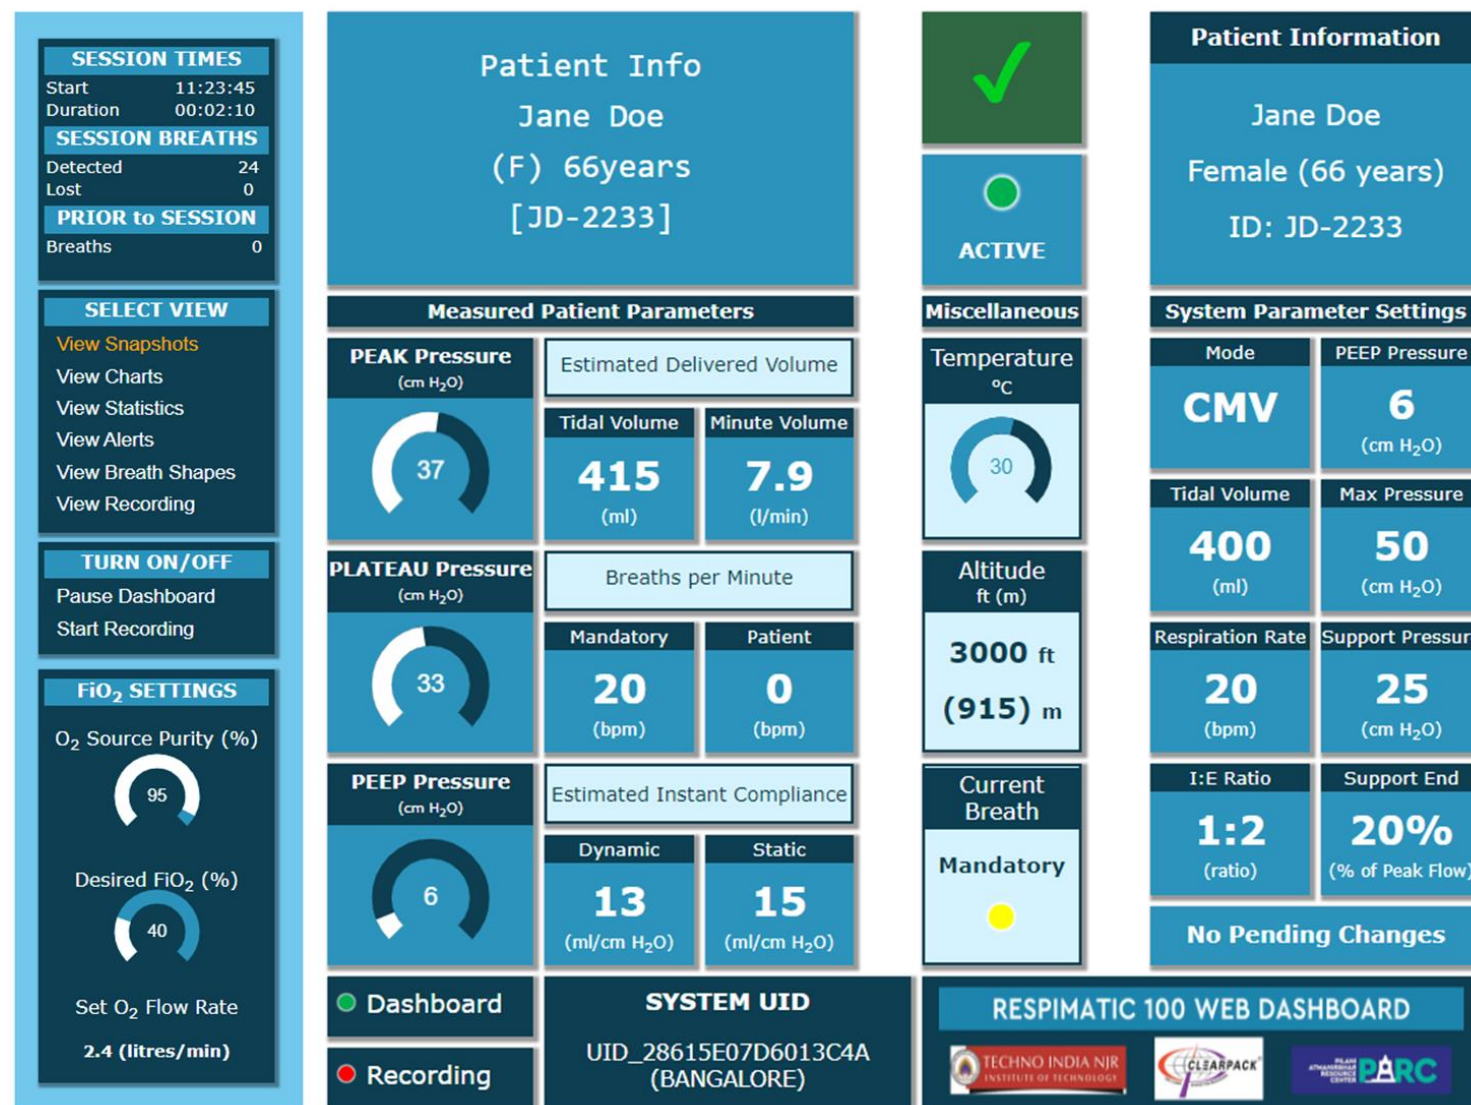 SESSION TIMES
Start 11:23:45
Duration 00:02:10
SESSION BREATHS
Detected 24
Lost 0
PRIOR to SESSION
Breaths 0
SELECT VIEW
View Snapshots
View Charts
View Statistics
View Alerts
View Breath Shapes
View Recording
TURN ON/OFF
Pause Dashboard
Start Recording
FiO₂ SETTINGS
O₂ Source Purity (%)
95
Desired FiO₂ (%)
40
Set O₂ Flow Rate
2.4 (litres/min)
Patient Info
Jane Doe
(F) 66years
[JD-2233]
Measured Patient Parameters
PEAK Pressure
(cm H₂O)
37
Estimated Delivered Volume
Tidal Volume
415
(ml)
Minute Volume
7.9
(l/min)
PLATEAU Pressure
(cm H₂O)
33
Breaths per Minute
Mandatory
20
(bpm)
Patient
0
(bpm)
PEEP Pressure
(cm H₂O)
6
Estimated Instant Compliance
Dynamic
13
(ml/cm H₂O)
Static
15
(ml/cm H₂O)
Dashboard
Recording
SYSTEM UID
UID_28615E07D6013C4A
(BANGALORE)
ACTIVE
Miscellaneous
Temperature
ºC
30
Altitude
ft (m)
3000 ft
(915) m
Current
Breath
Mandatory
Patient Information
Jane Doe
Female (66 years)
ID: JD-2233
System Parameter Settings
Mode
CMV
PEEP Pressure
6
(cm H₂O)
Tidal Volume
400
(ml)
Max Pressure
50
(cm H₂O)
Respiration Rate
20
(bpm)
Support Pressur
25
(cm H₂O)
I:E Ratio
1:2
(ratio)
Support End
20%
(% of Peak Flow)
No Pending Changes
RESPIMATIC 100 WEB DASHBOARD
TECHNO INDIA NJR
INSTITUTE OF TECHNOLOGY
CLEARPACK
PILANI
ATMANIRBHAR
RESOURCE
CENTER
PARC